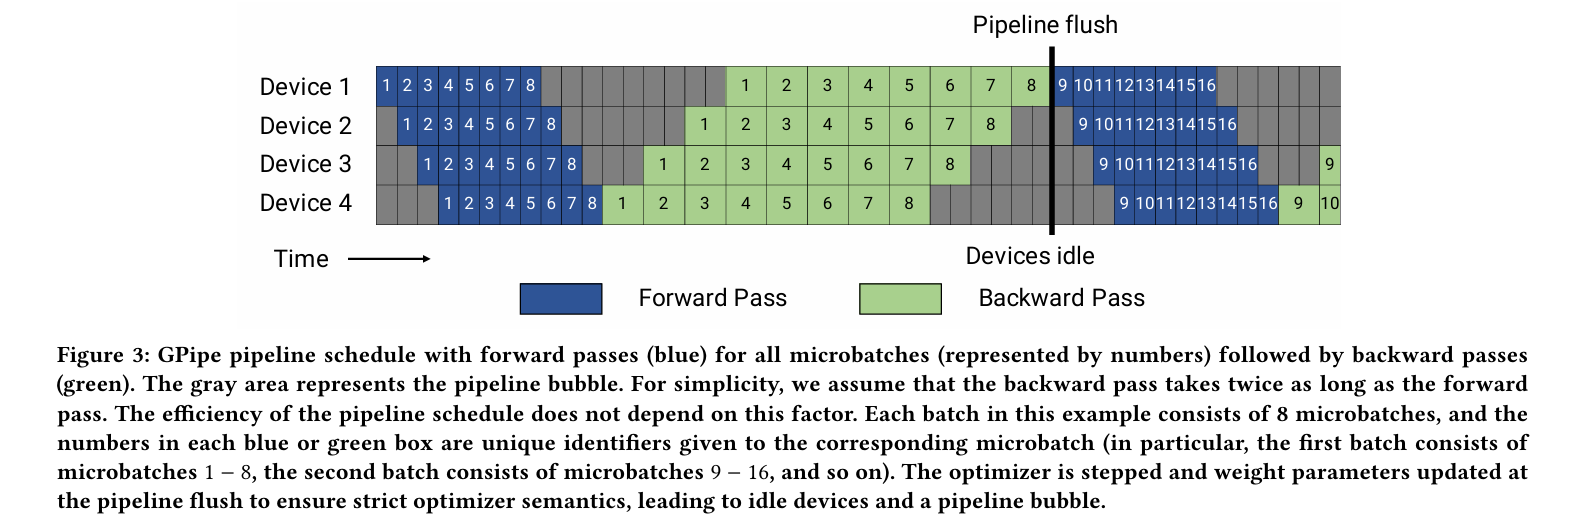 Pipeline flush
Device 1 1 2 3 4 5 6 7 8 1 2 3 4 5 6 7 8 9 10 11 12 13 14 15 16
Device 2 1 2 3 4 5 6 7 8 1 2 3 4 5 6 7 8 9 10 11 12 13 14 15 16
Device 3 1 2 3 4 5 6 7 8 1 2 3 4 5 6 7 8 9 10 11 12 13 14 15 16 9
Device 4 1 2 3 4 5 6 7 8 1 2 3 4 5 6 7 8 9 10 11 12 13 14 15 16 9 10
Time Devices idle
Forward Pass Backward Pass
Figure 3: GPipe pipeline schedule with forward passes (blue) for all microbatches (represented by numbers) followed by backward passes
(green). The gray area represents the pipeline bubble. For simplicity, we assume that the backward pass takes twice as long as the forward
pass. The efficiency of the pipeline schedule does not depend on this factor. Each batch in this example consists of 8 microbatches, and the
numbers in each blue or green box are unique identifiers given to the corresponding microbatch (in particular, the first batch consists of
microbatches 1 – 8, the second batch consists of microbatches 9 – 16, and so on). The optimizer is stepped and weight parameters updated at
the pipeline flush to ensure strict optimizer semantics, leading to idle devices and a pipeline bubble.